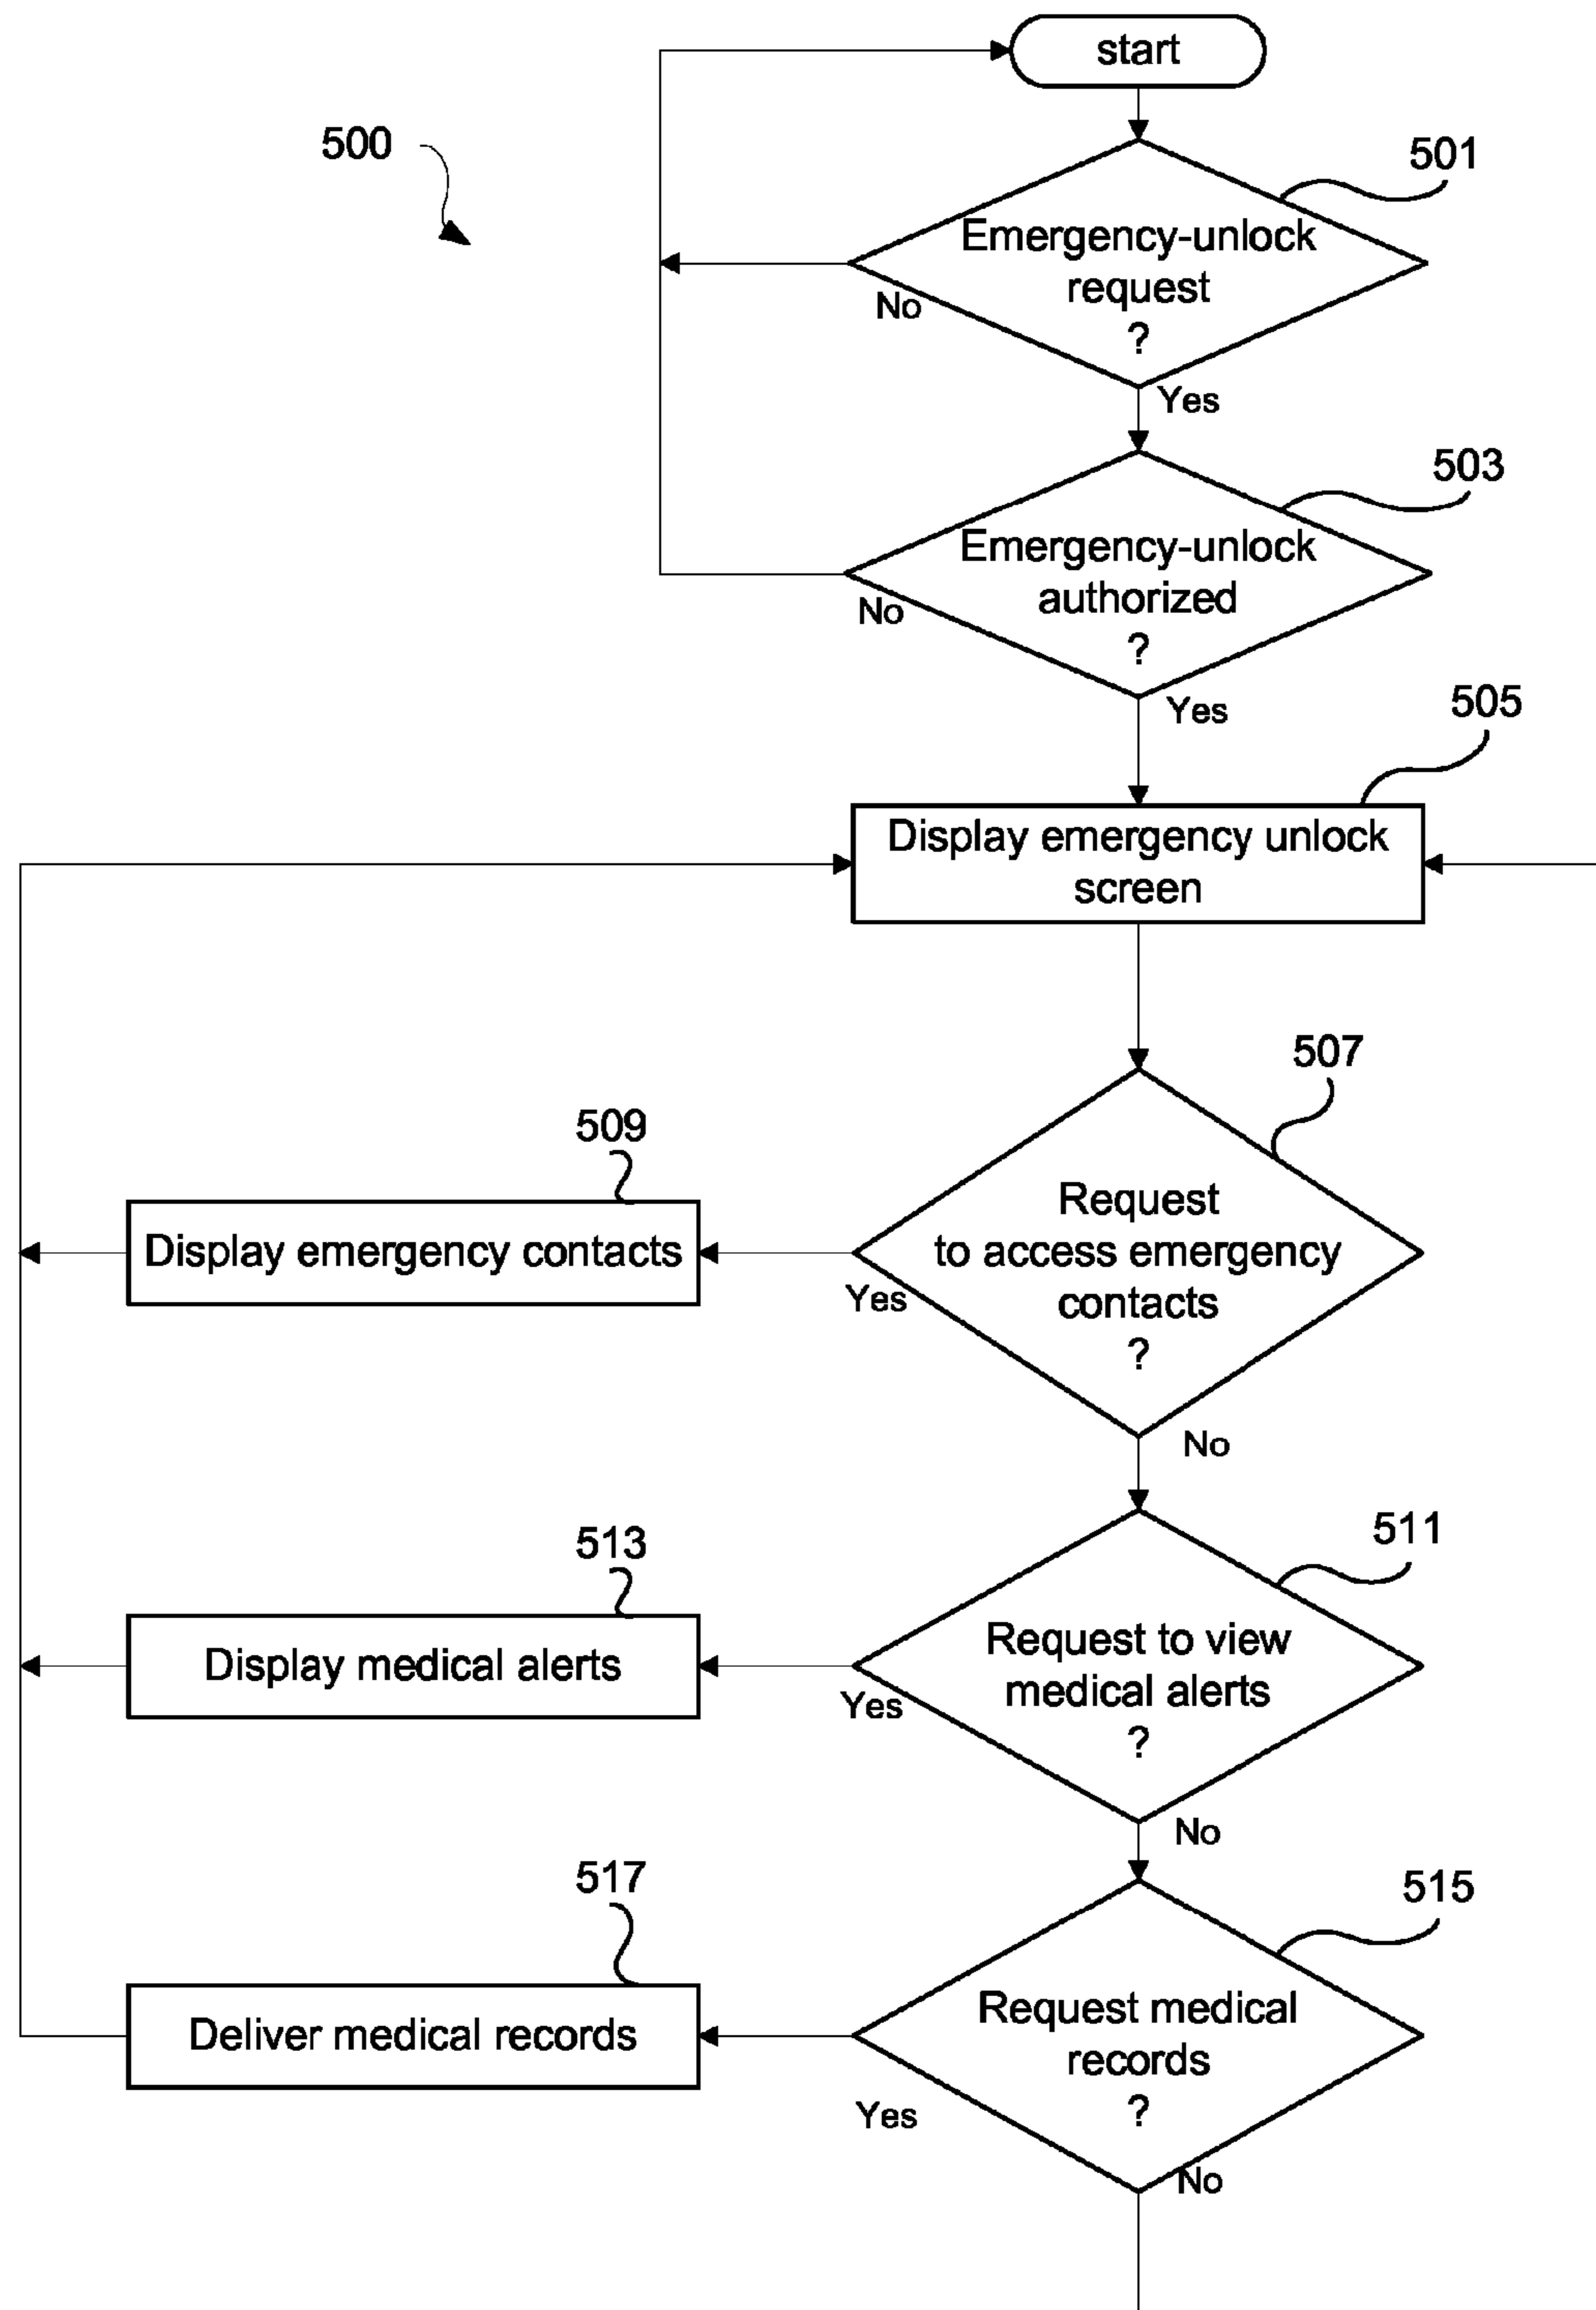 start
500
501
Emergency-unlock
request
?
No
Yes
503
Emergency-unlock
authorized
?
No
Yes
505
Display emergency unlock
screen
507
509
Request
to access emergency
contacts
?
Display emergency contacts
Yes
No
511
513
Request to view
medical alerts
?
Display medical alerts
Yes
No
515
517
Request medical
records
?
Deliver medical records
Yes
No